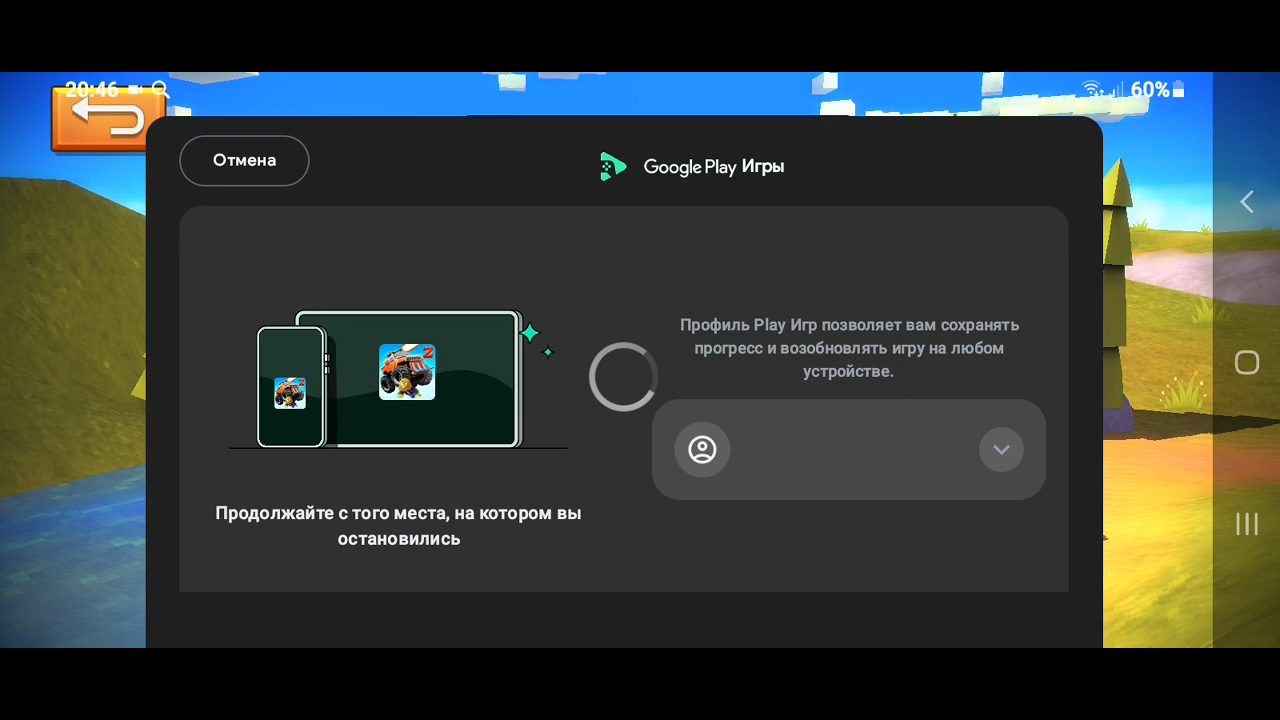 20:46
60%
Отмена
Google Play Игры
Профиль Play Игр позволяет вам сохранять
прогресс и возобновлять игру на любом
устройстве.
Продолжайте с того места, на котором вы
остановились